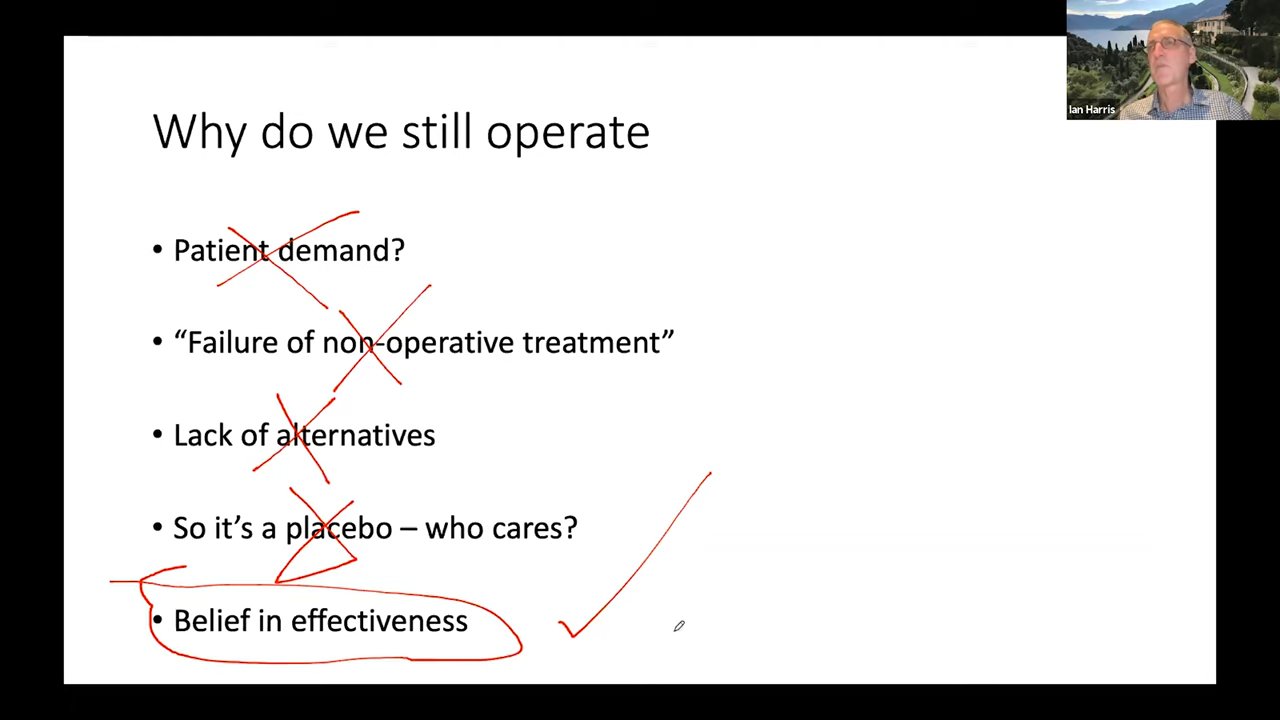 Ian Harris
Why do we still operate
• Patient demand?
• “Failure of non-operative treatment”
• Lack of alternatives
• So it’s a placebo – who cares?
• Belief in effectiveness